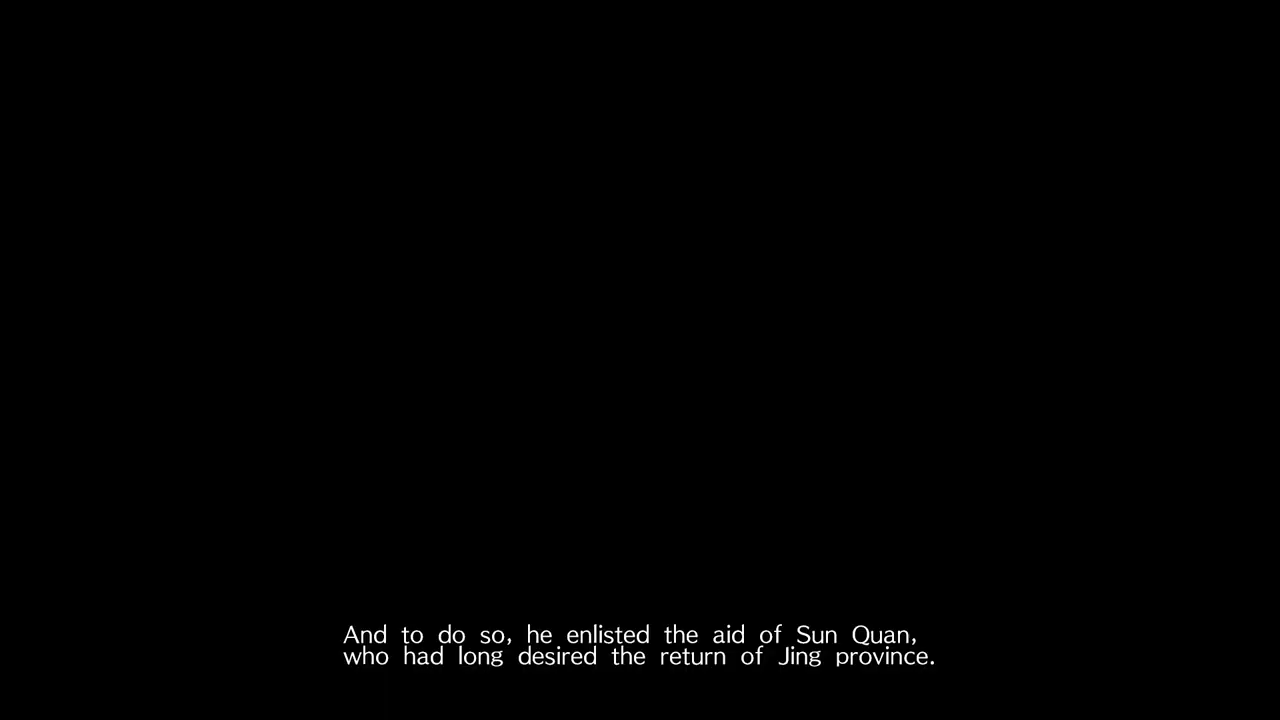 And to do so, he enlisted the aid of Sun Quan,
who had long desired the return of Jing province.